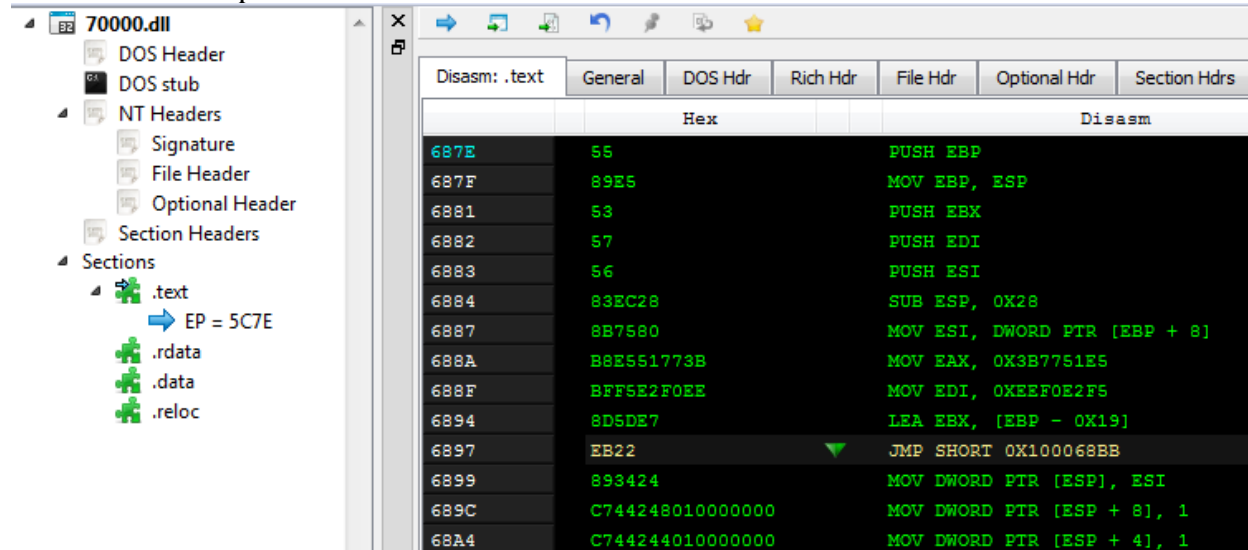 70000.dll
DOS Header
DOS stub
NT Headers
Signature
File Header
Optional Header
Section Headers
Sections
.text
EP = 5C7E
.rdata
.data
.reloc
Disasm: .text General DOS Hdr Rich Hdr File Hdr Optional Hdr Section Hdrs
Hex Disasm
687E 55 PUSH EBP
687F 89E5 MOV EBP, ESP
6881 53 PUSH EBX
6882 57 PUSH EDI
6883 56 PUSH ESI
6884 83EC28 SUB ESP, 0X28
6887 8B7580 MOV ESI, DWORD PTR [EBP + 8]
688A B8E551773B MOV EAX, 0X3B7751E5
688F BFF5E2F0EE MOV EDI, 0XEEF0E2F5
6894 8D5DE7 LEA EBX, [EBP - 0X19]
6897 EB22 JMP SHORT 0X100068BB
6899 893424 MOV DWORD PTR [ESP], ESI
689C C744248010000000 MOV DWORD PTR [ESP + 8], 1
68A4 C744244010000000 MOV DWORD PTR [ESP + 4], 1